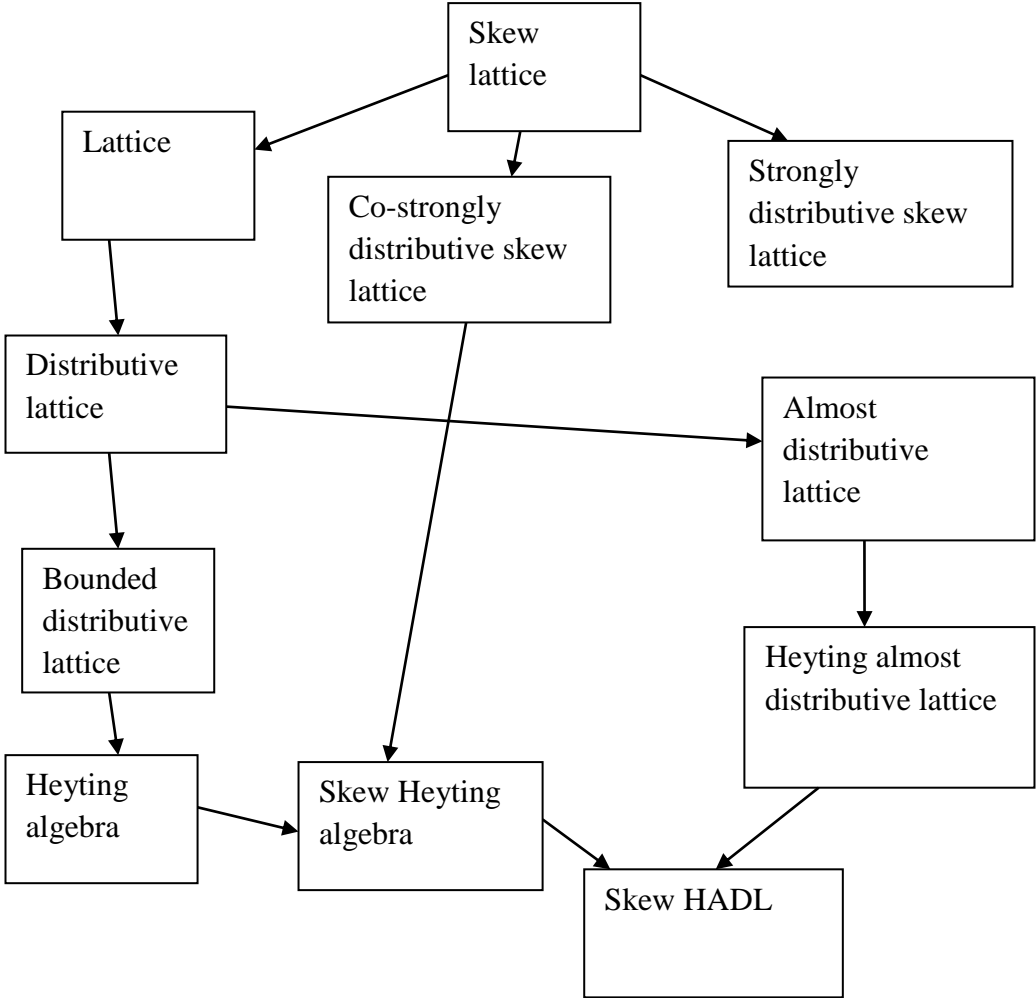 Skew
lattice
Lattice
Co-strongly
distributive skew
lattice
Strongly
distributive skew
lattice
Distributive
lattice
Almost
distributive
lattice
Bounded
distributive
lattice
Heyting almost
distributive lattice
Heyting
algebra
Skew Heyting
algebra
Skew HADL